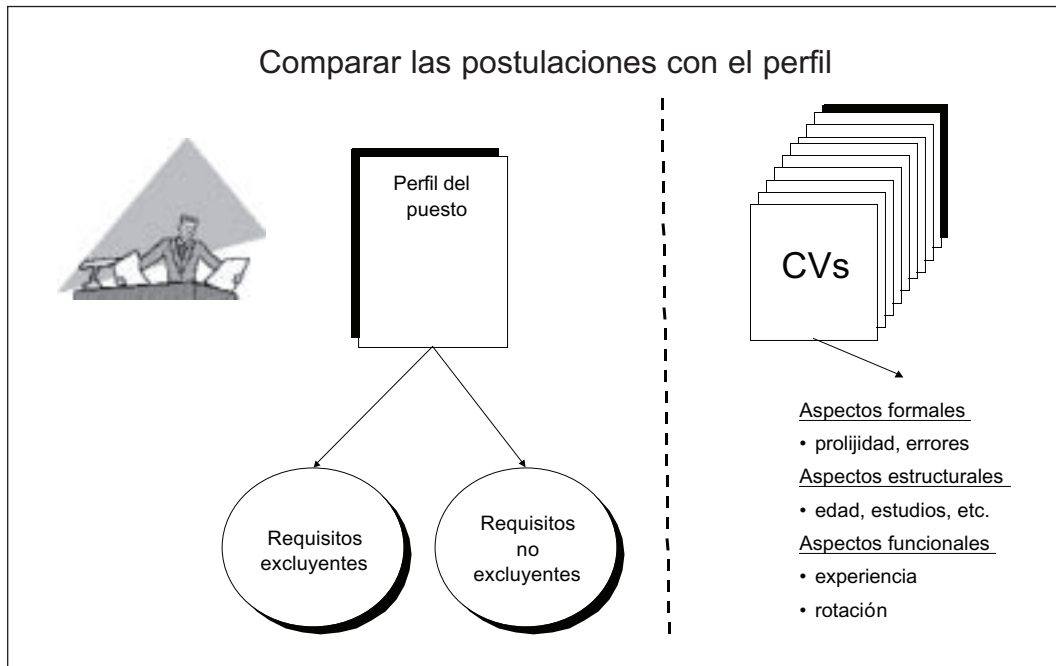 Comparar las postulaciones con el perfil
Perfil del
puesto
Requisitos
excluyentes
Requisitos
no
excluyentes
CVs
Aspectos formales
• prolijidad, errores
Aspectos estructurales
• edad, estudios, etc.
Aspectos funcionales
• experiencia
• rotación